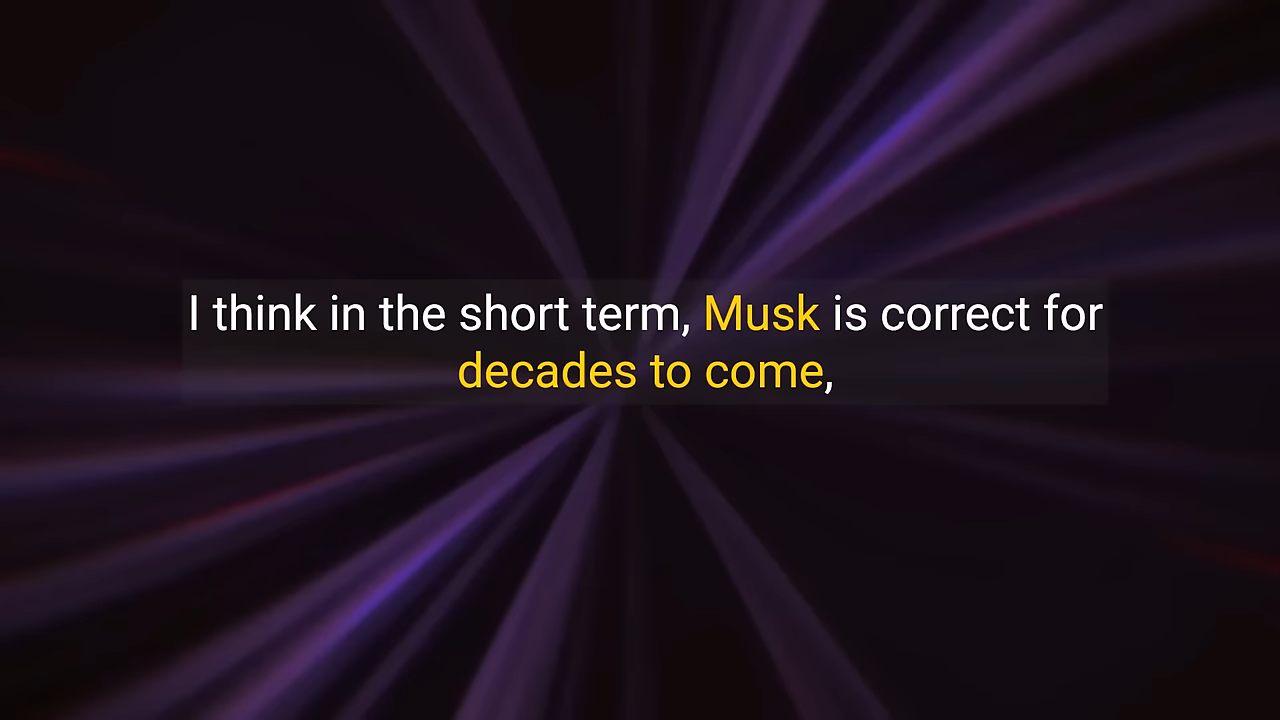 I think in the short term, Musk is correct for
decades to come,